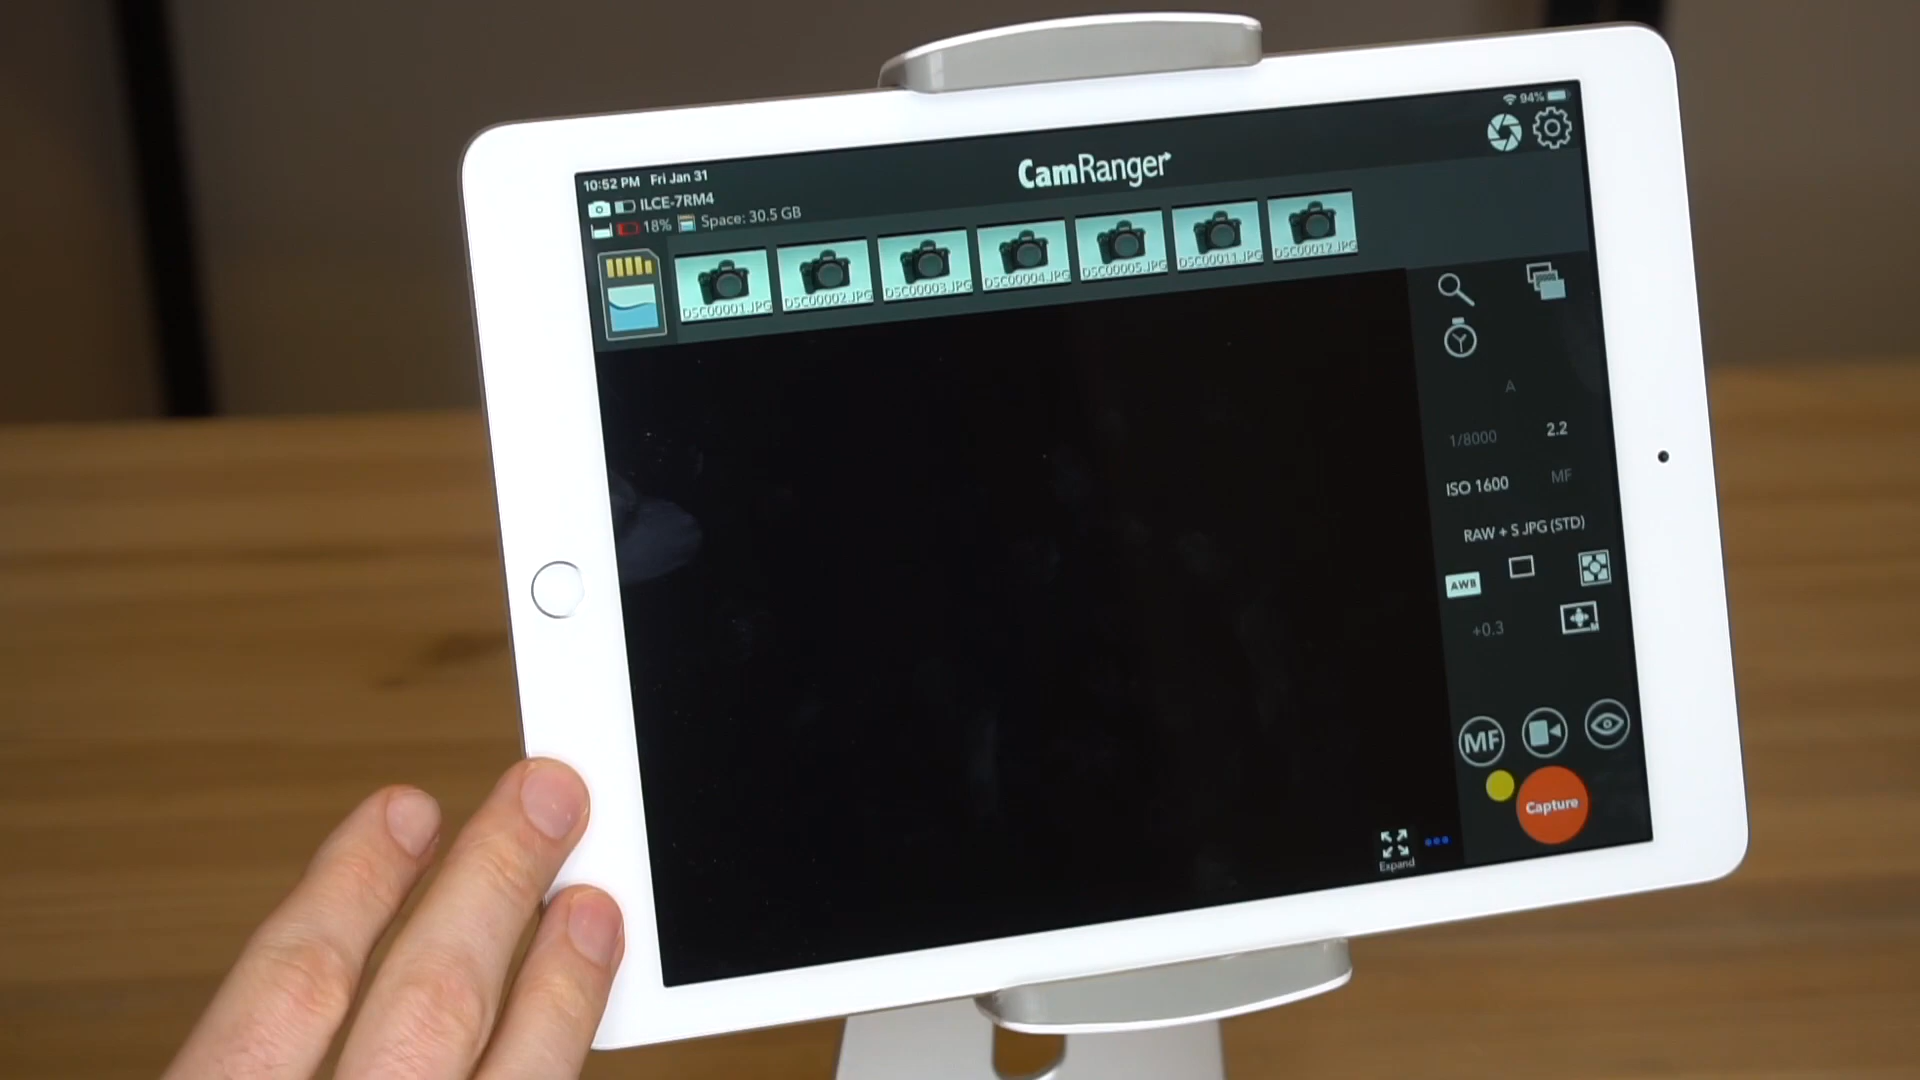 10:52 PM Fri Jan 31
94%
CamRanger
ILCE-7RM4
18% Space: 30.5 GB
DSC00001.JPG DSC00002.JPG DSC00003.JPG DSC00004.JPG DSC00005.JPG DSC00011.JPG DSC00012.JPG
A
1/8000 2.2
ISO 1600 MF
RAW + S JPG (STD)
AWB
+0.3
M
MF
Capture
Expand